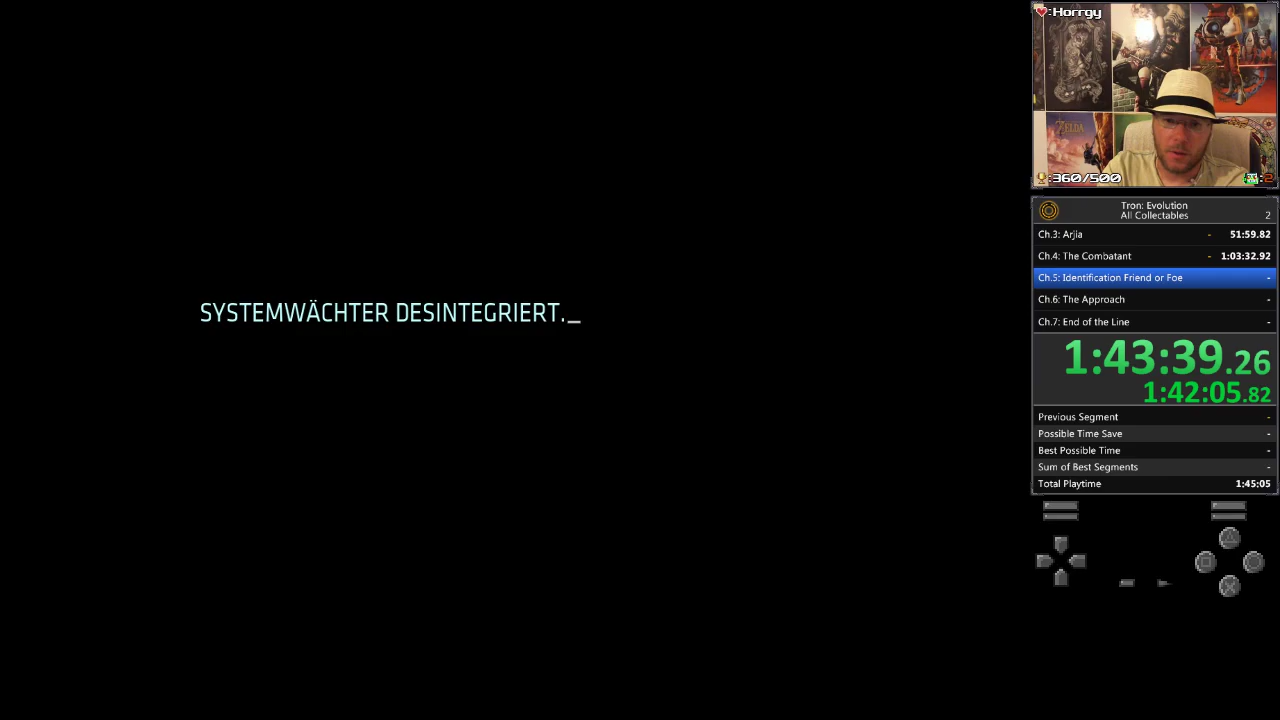 :Horrgy
ZELDA
:360/500
:2
Tron: Evolution
All Collectables
2
Ch.3: Arjia - 51:59.82
Ch.4: The Combatant - 1:03:32.92
Ch.5: Identification Friend or Foe -
Ch.6: The Approach -
Ch.7: End of the Line -
1:43:39.26
1:42:05.82
Previous Segment -
Possible Time Save -
Best Possible Time -
Sum of Best Segments -
Total Playtime 1:45:05
SYSTEMWÄCHTER DESINTEGRIERT._